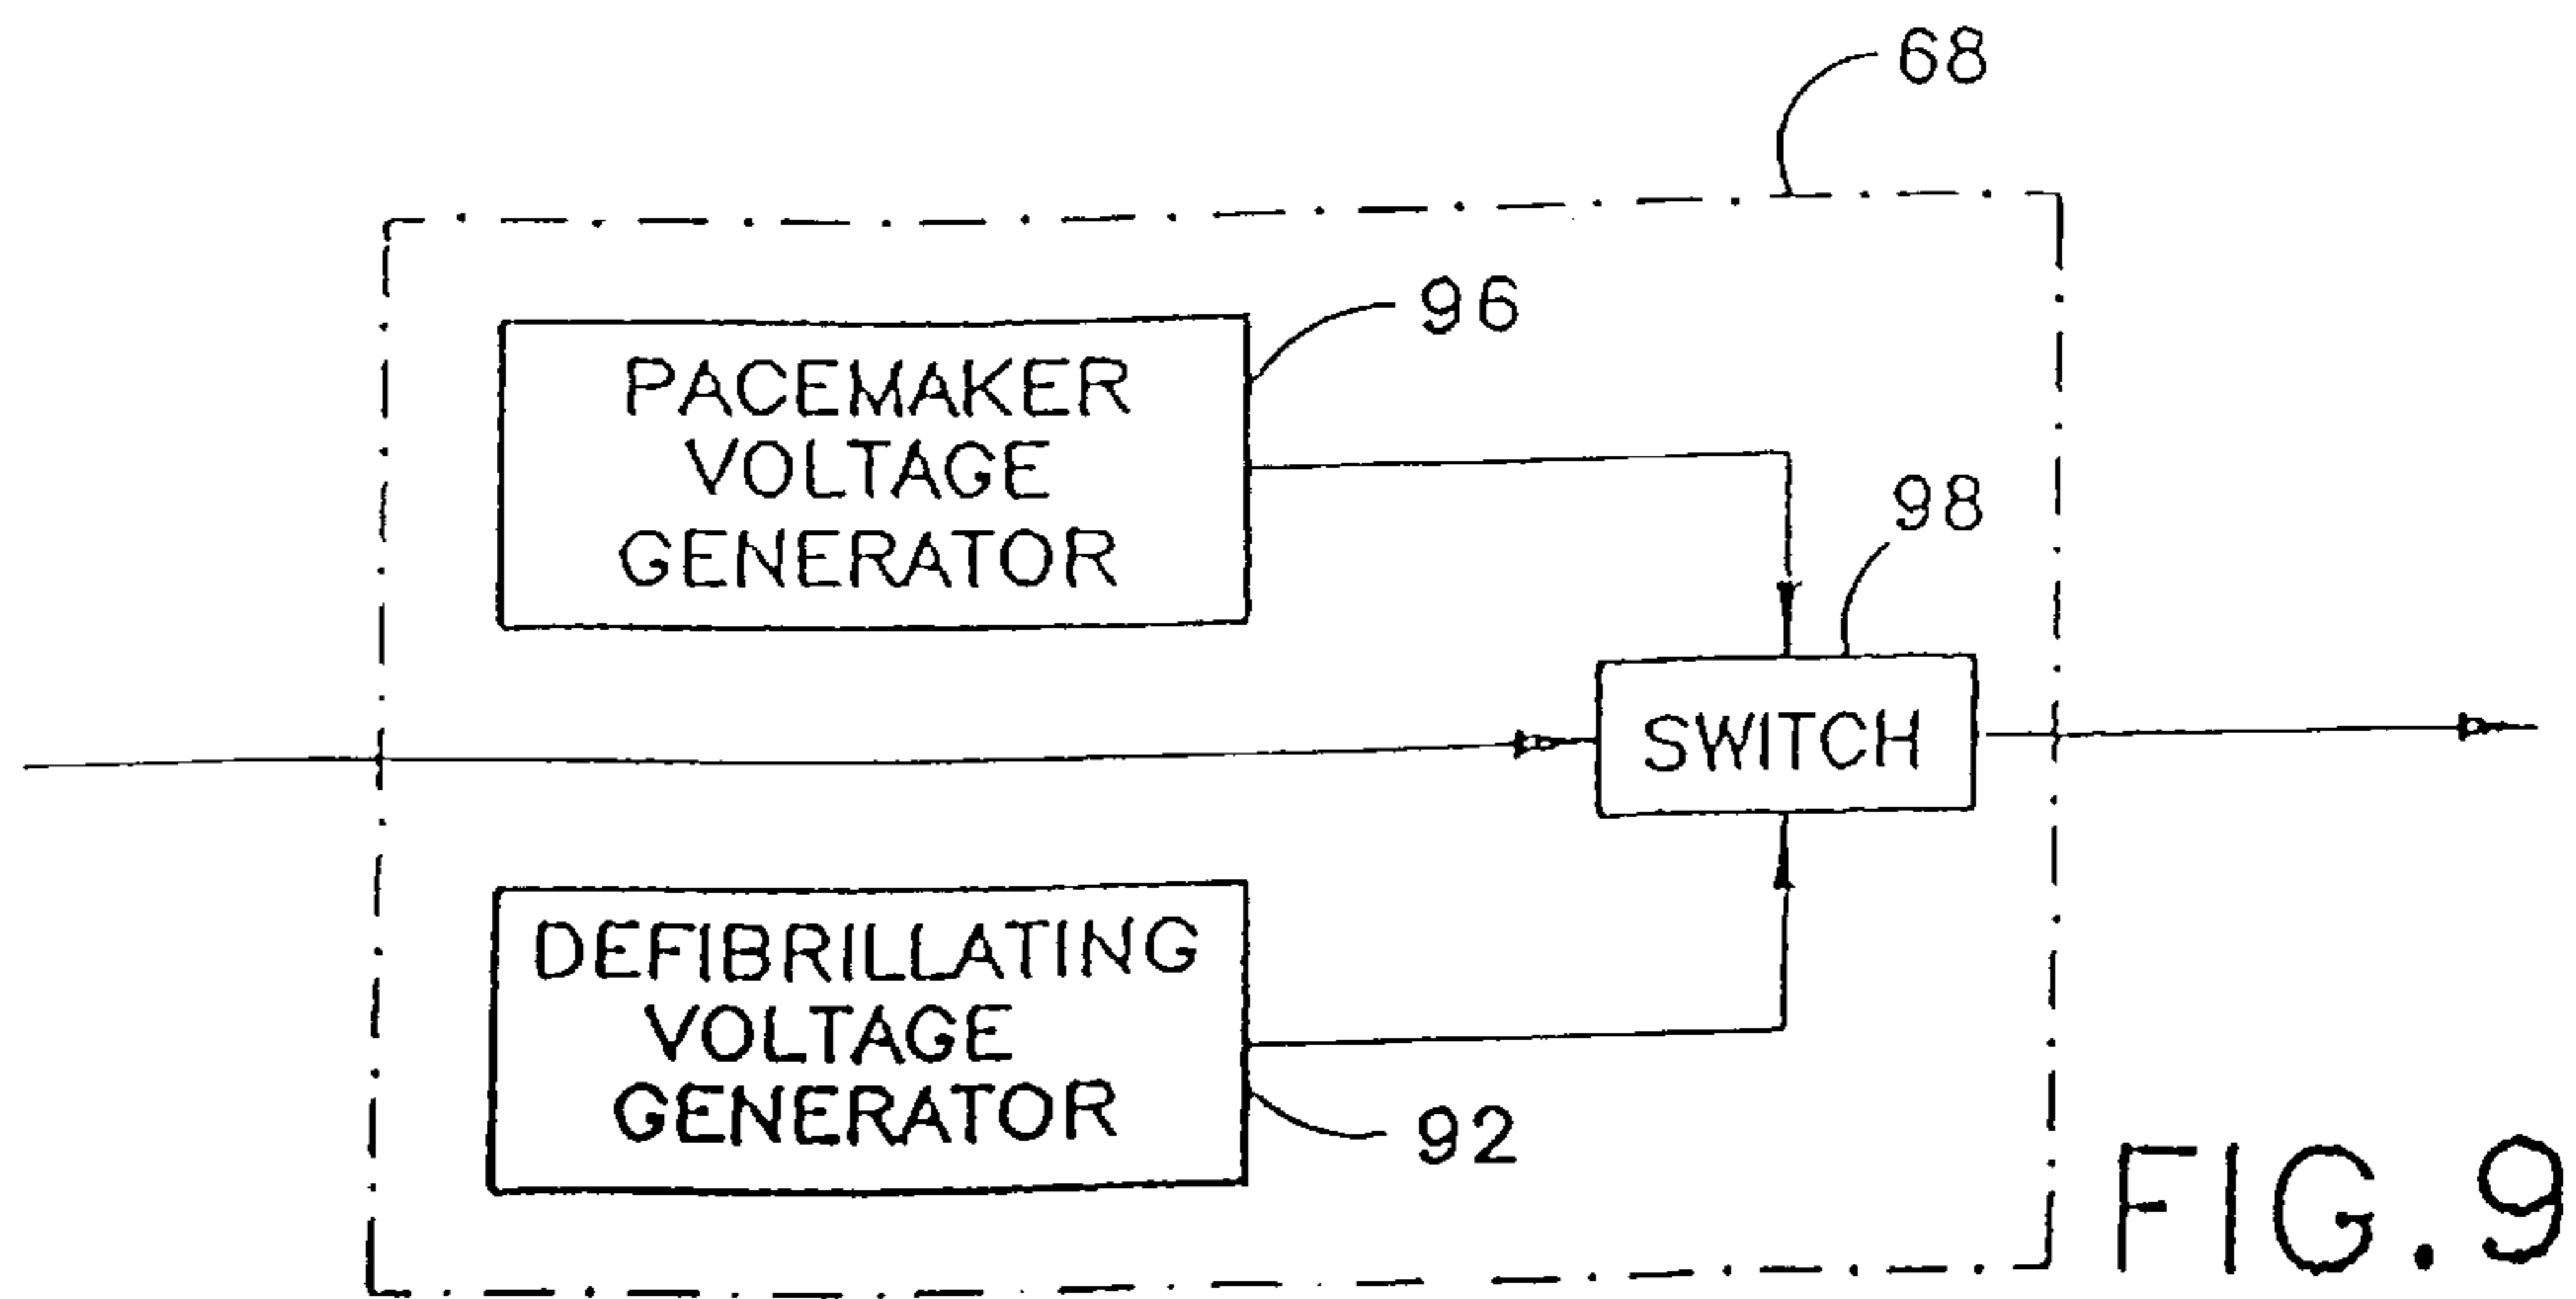 68
96
PACEMAKER
VOLTAGE
GENERATOR
98
SWITCH
DEFIBRILLATING
VOLTAGE
GENERATOR
92
FIG.9